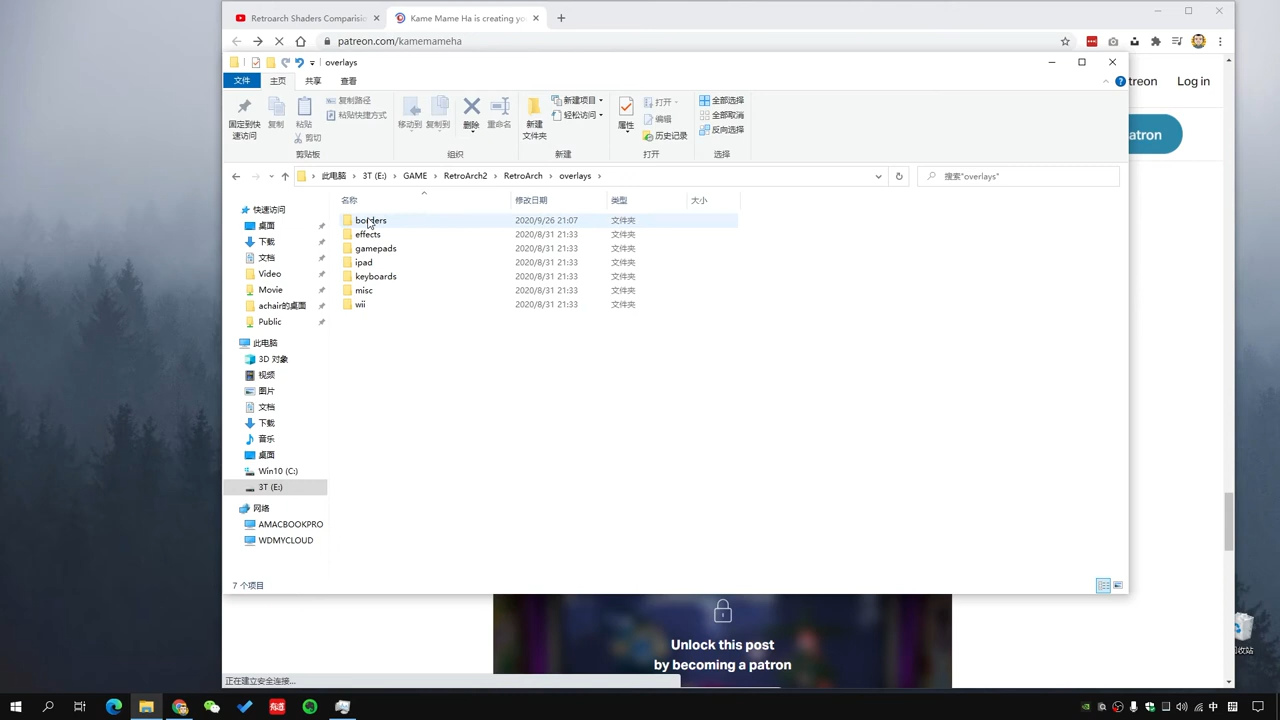 Retroarch Shaders Comparisio
Kame Mame Ha is creating yo
patreon.com/kamemameha
overlays
文件
主页
共享
查看
treon
Log in
atron
固定到快速访问
复制
粘贴
复制路径
粘贴快捷方式
剪切
剪贴板
移动到
复制到
删除
重命名
组织
新建文件夹
新建项目
轻松访问
新建
属性
打开
编辑
历史记录
打开
全部选择
全部取消
反向选择
选择
此电脑 > 3T (E:) > GAME > RetroArch2 > RetroArch > overlays >
搜索"overlays"
名称 修改日期 类型 大小
borders 2020/9/26 21:07 文件夹
effects 2020/8/31 21:33 文件夹
gamepads 2020/8/31 21:33 文件夹
ipad 2020/8/31 21:33 文件夹
keyboards 2020/8/31 21:33 文件夹
misc 2020/8/31 21:33 文件夹
wii 2020/8/31 21:33 文件夹
快速访问
桌面
下载
文档
Video
Movie
achair的桌面
Public
此电脑
3D 对象
视频
图片
文档
下载
音乐
桌面
Win10 (C:)
3T (E:)
网络
AMACBOOKPRO
WDMYCLOUD
7 个项目
Unlock this post
by becoming a patron
回收站
正在建立安全连接...
有道
中